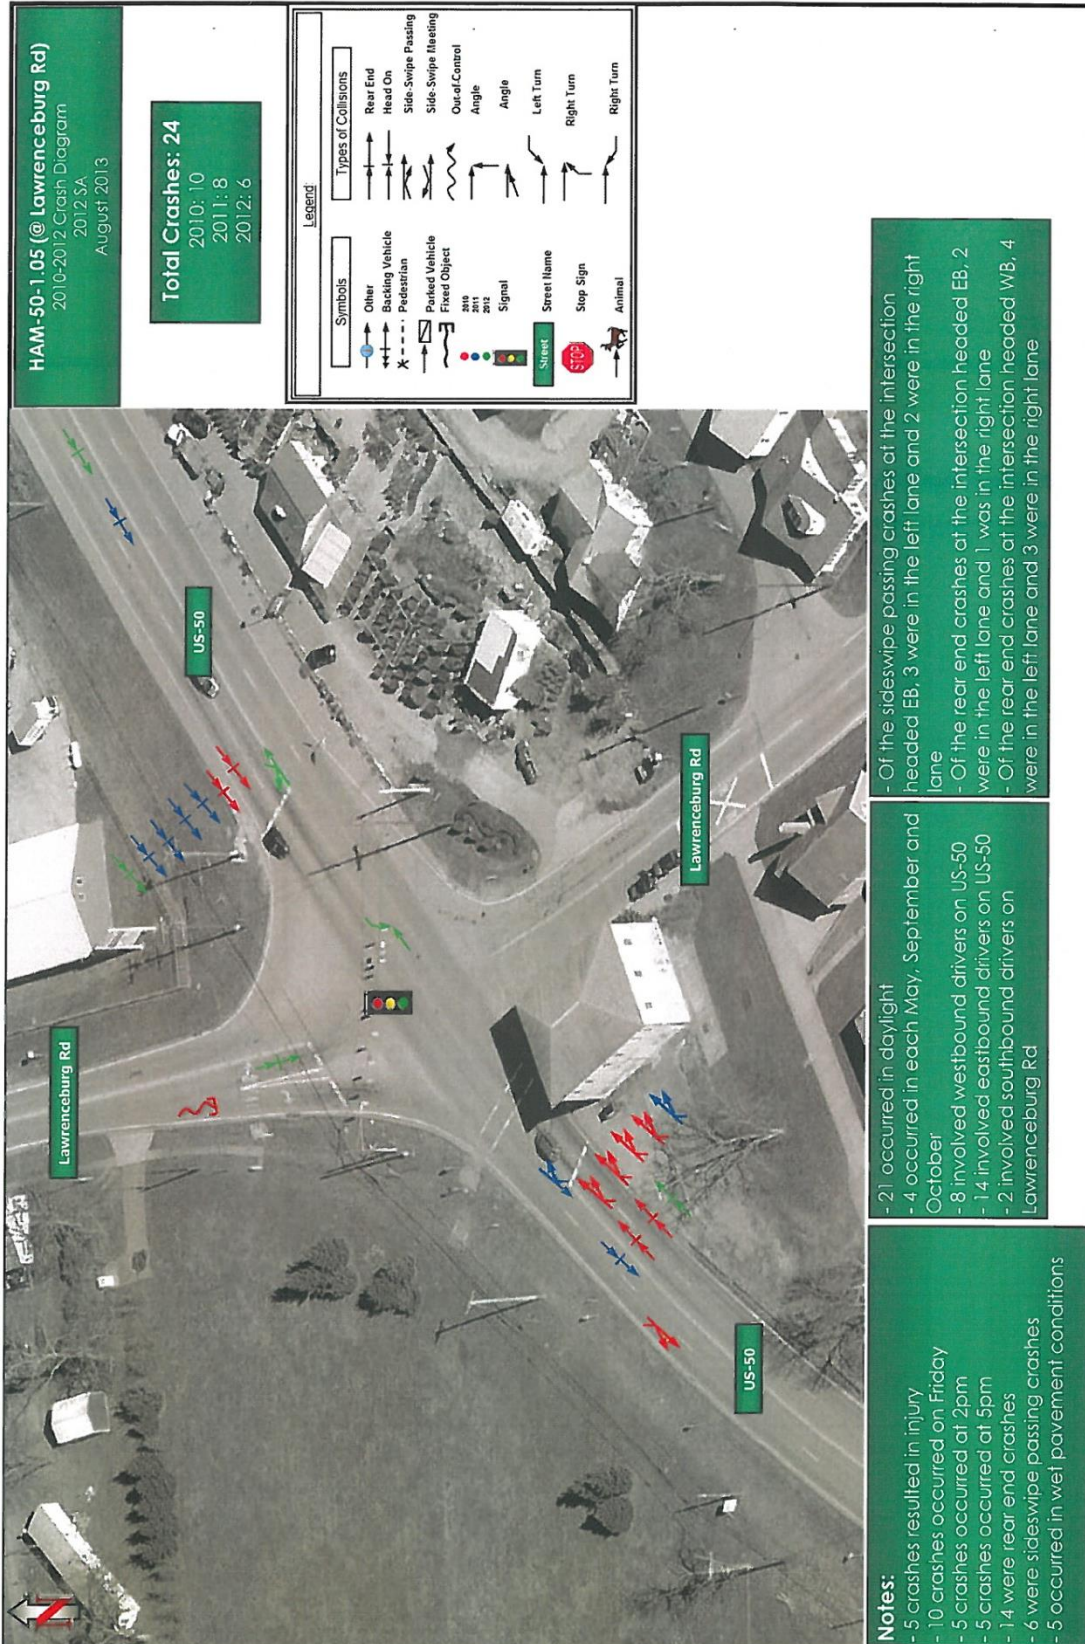 HAM-50-1.05 (@ Lawrenceburg Rd)
2010-2012 Crash Diagram
2012 SA
August 2013
Total Crashes: 24
2010: 10
2011: 8
2012: 6
Legend:
Symbols
Other
Backing Vehicle
Pedestrian
Parked Vehicle
Fixed Object
2010
2011
2012
Signal
Street
Street Name
STOP
Stop Sign
Animal
Types of Collisions
Rear End
Head On
Side-Swipe Passing
Side-Swipe Meeting
Out-of-Control
Angle
Angle
Left Turn
Right Turn
Right Turn
N
Lawrenceburg Rd
US-50
Lawrenceburg Rd
US-50
Notes:
- 5 crashes resulted in injury
- 10 crashes occurred on Friday
- 5 crashes occurred at 2pm
- 5 crashes occurred at 5pm
- 14 were rear end crashes
- 6 were sideswipe passing crashes
- 5 occurred in wet pavement conditions
- 21 occurred in daylight
- 4 occurred in each May, September and
October
- 8 involved westbound drivers on US-50
- 14 involved eastbound drivers on US-50
- 2 involved southbound drivers on
Lawrenceburg Rd
- Of the sideswipe passing crashes at the intersection
headed EB, 3 were in the left lane and 2 were in the right
lane
- Of the rear end crashes at the intersection headed EB, 2
were in the left lane and 1 was in the right lane
- Of the rear end crashes at the intersection headed WB, 4
were in the left lane and 3 were in the right lane